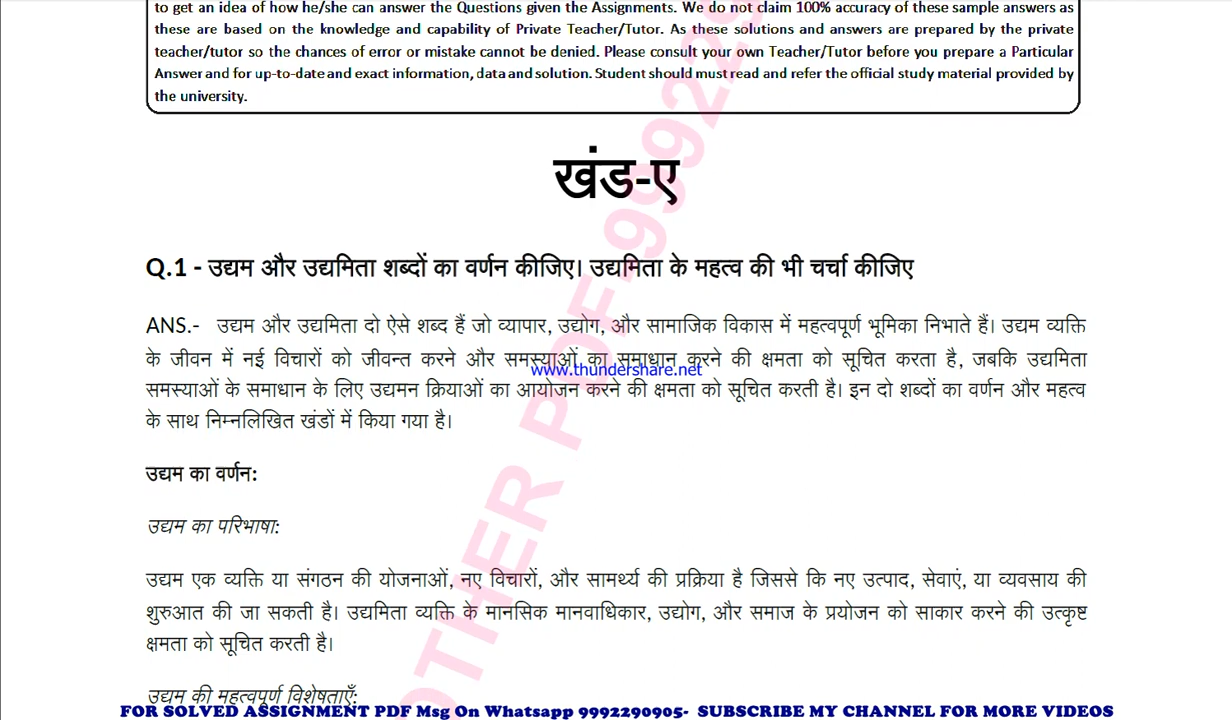 to get an idea of how he/she can answer the Questions given the Assignments. We do not claim 100% accuracy of these sample answers as
these are based on the knowledge and capability of Private Teacher/Tutor. As these solutions and answers are prepared by the private
teacher/tutor so the chances of error or mistake cannot be denied. Please consult your own Teacher/Tutor before you prepare a Particular
Answer and for up-to-date and exact information, data and solution. Student should must read and refer the official study material provided by
the university.
खंड-ए
Q.1 - उद्यम और उद्यमिता शब्दों का वर्णन कीजिए। उद्यमिता के महत्व की भी चर्चा कीजिए
ANS.- उद्यम और उद्यमिता दो ऐसे शब्द हैं जो व्यापार, उद्योग, और सामाजिक विकास में महत्वपूर्ण भूमिका निभाते हैं। उद्यम व्यक्ति
के जीवन में नई विचारों को जीवन्त करने और समस्याओं का समाधान करने की क्षमता को सूचित करता है, जबकि उद्यमिता
www.thundershare.net
समस्याओं के समाधान के लिए उद्यमन क्रियाओं का आयोजन करने की क्षमता को सूचित करती है। इन दो शब्दों का वर्णन और महत्व
के साथ निम्नलिखित खंडों में किया गया है।
उद्यम का वर्णन:
उद्यम का परिभाषा:
उद्यम एक व्यक्ति या संगठन की योजनाओं, नए विचारों, और सामर्थ्य की प्रक्रिया है जिससे कि नए उत्पाद, सेवाएं, या व्यवसाय की
शुरुआत की जा सकती है। उद्यमिता व्यक्ति के मानसिक मानवाधिकार, उद्योग, और समाज के प्रयोजन को साकार करने की उत्कृष्ट
क्षमता को सूचित करती है।
उद्यम की महत्वपूर्ण विशेषताएँ:
FOR SOLVED ASSIGNMENT PDF Msg On Whatsapp 9992290905- SUBSCRIBE MY CHANNEL FOR MORE VIDEOS